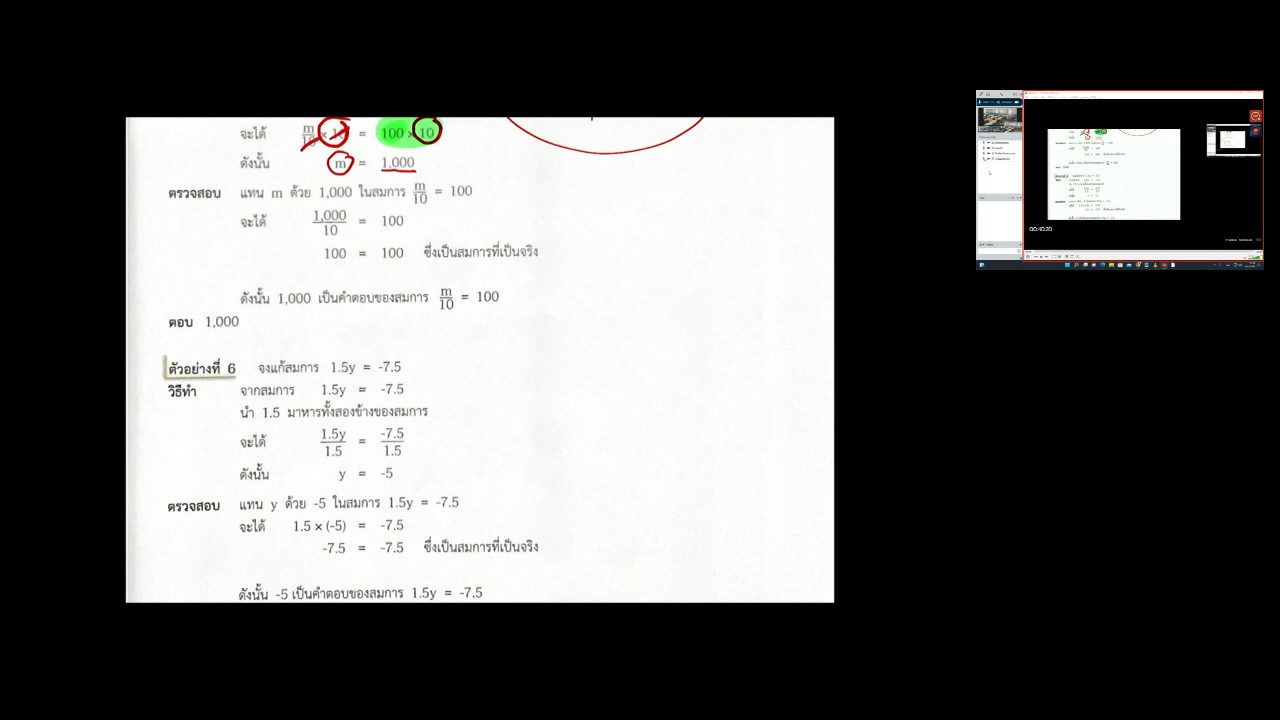 จะได้ m/10 × 10 = 100 × 10
ดังนั้น m = 1,000
ตรวจสอบ แทน m ด้วย 1,000 ในสมการ m/10 = 100
จะได้ 1,000/10 = 100
100 = 100 ซึ่งเป็นสมการที่เป็นจริง
ดังนั้น 1,000 เป็นคำตอบของสมการ m/10 = 100
ตอบ 1,000
ตัวอย่างที่ 6 จงแก้สมการ 1.5y = -7.5
วิธีทำ จากสมการ 1.5y = -7.5
นำ 1.5 มาหารทั้งสองข้างของสมการ
จะได้ 1.5y/1.5 = -7.5/1.5
ดังนั้น y = -5
ตรวจสอบ แทน y ด้วย -5 ในสมการ 1.5y = -7.5
จะได้ 1.5 × (-5) = -7.5
-7.5 = -7.5 ซึ่งเป็นสมการที่เป็นจริง
ดังนั้น -5 เป็นคำตอบของสมการ 1.5y = -7.5
00:40:20